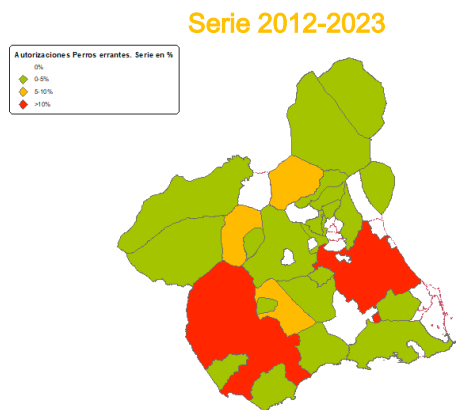 Serie 2012-2023
Autorizaciones Perros errantes. Serie en %
0%
0-5%
5-10%
>10%